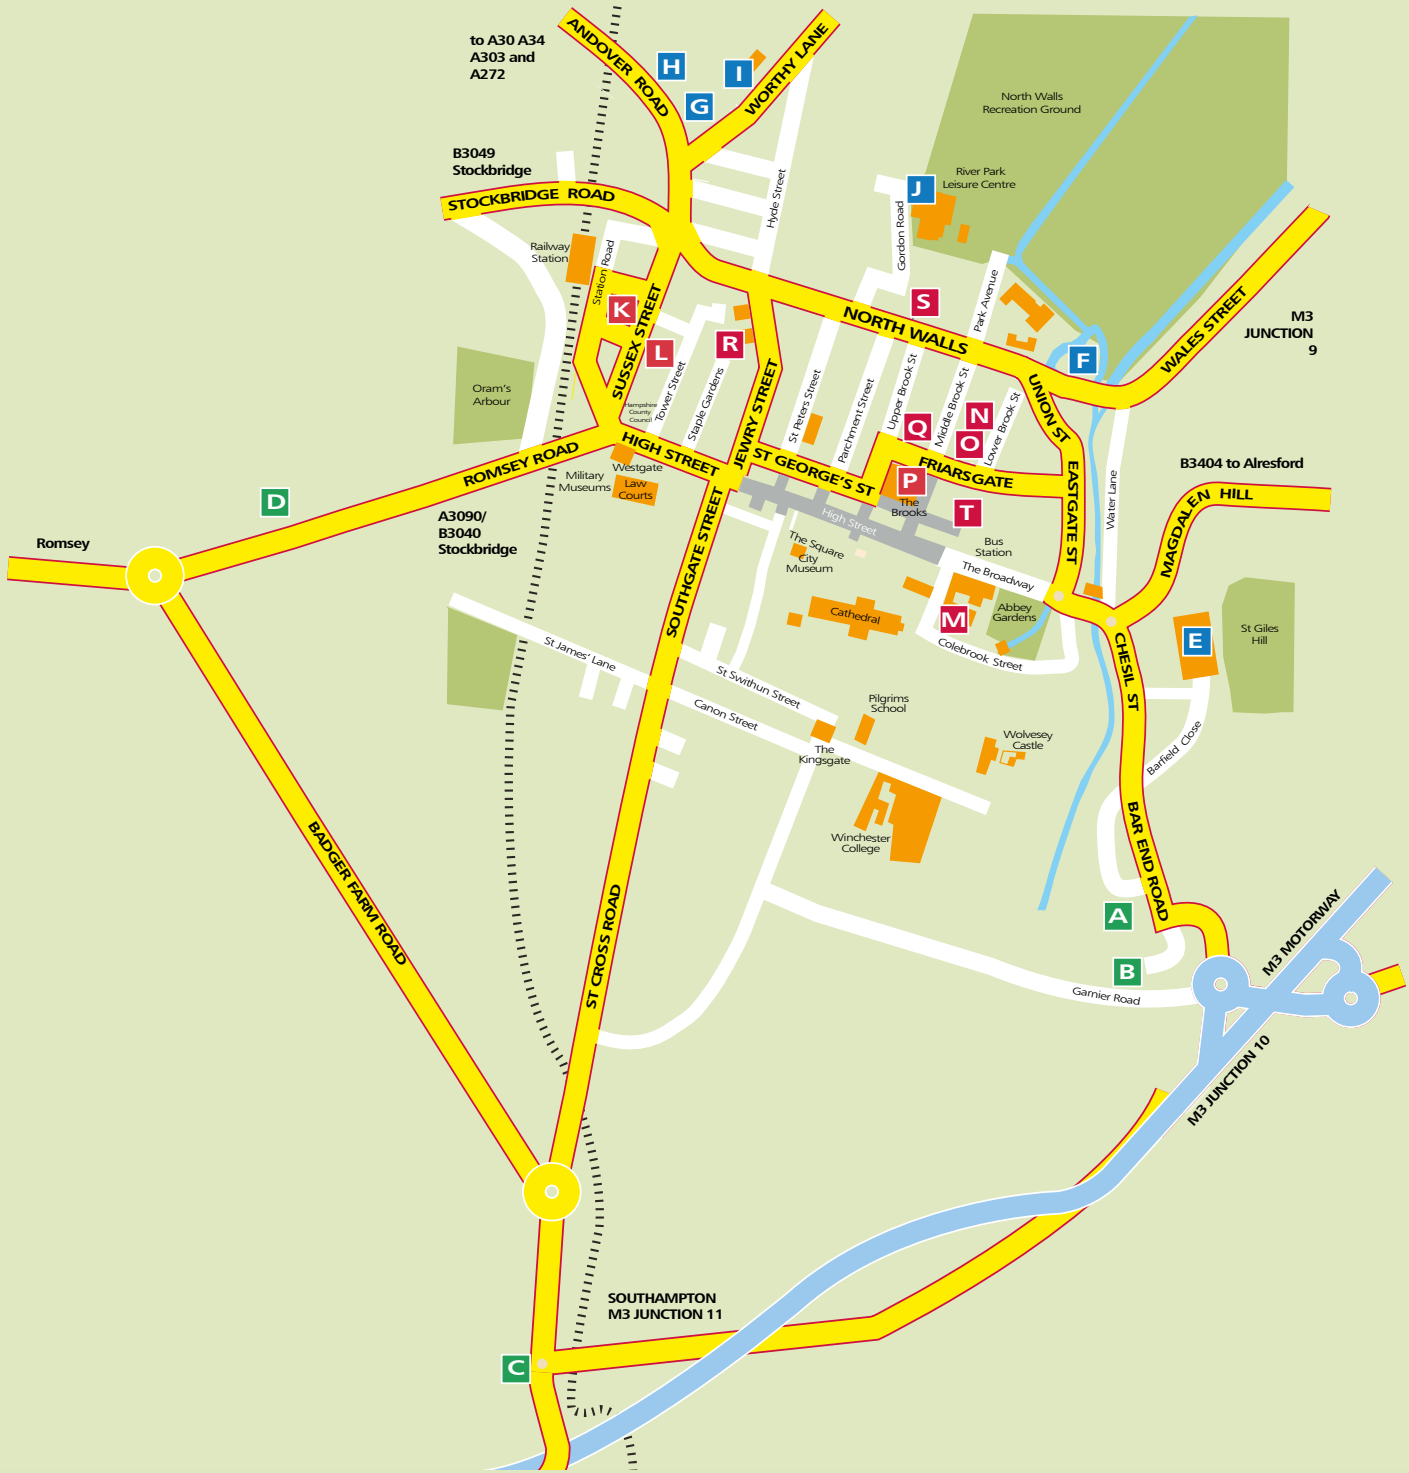 to A30 A34
A303 and
A272
ANDOVER ROAD
H
G
I
WORTHY LANE
North Walls
Recreation Ground
B3049
Stockbridge
STOCKBRIDGE ROAD
Hyde Street
J
River Park
Leisure Centre
Gordon Road
Railway
Station
Station Road
K
SUSSEX STREET
L
R
S
NORTH WALLS
Park Avenue
F
WALES STREET
M3
JUNCTION
9
Oram's
Arbour
Hampshire
County
Council
Tower Street
Staple Gardens
JEWRY STREET
St Peters Street
Parchment Street
Upper Brook St
Middle Brook St
Lower Brook St
Q
N
O
UNION ST
ROMSEY ROAD
HIGH STREET
ST GEORGE'S ST
FRIARSGATE
P
The
Brooks
T
EASTGATE ST
Water Lane
B3404 to Alresford
MAGDALEN HILL
Military
Museums
Westgate
Law
Courts
D
A3090/
B3040
Stockbridge
Romsey
High Street
The Square
City
Museum
Bus
Station
The Broadway
SOUTHGATE STREET
Cathedral
M
Abbey
Gardens
Colebrook Street
CHESIL ST
E
St Giles
Hill
St James' Lane
St Swithun Street
Canon Street
Pilgrims
School
The
Kingsgate
Wolvesey
Castle
Barfield Close
Winchester
College
BADGER FARM ROAD
ST CROSS ROAD
BAR END ROAD
A
B
Garnier Road
M3 MOTORWAY
M3 JUNCTION 10
SOUTHAMPTON
M3 JUNCTION 11
C